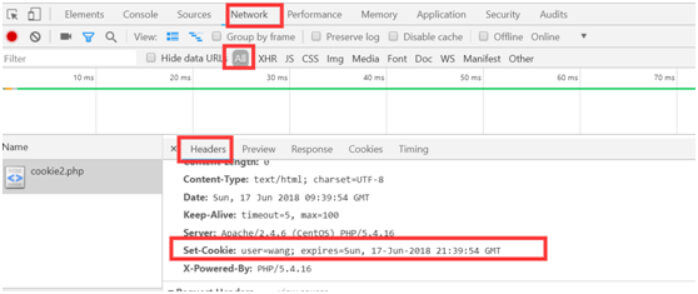 Elements Console Sources Network Performance Memory Application Security Audits
View: Group by frame Preserve log Disable cache Offline Online
Filter Hide data URLs All XHR JS CSS Img Media Font Doc WS Manifest Other
10 ms 20 ms 30 ms 40 ms 50 ms 60 ms 70 ms
Name
× Headers Preview Response Cookies Timing
cookie2.php
Content-Length: 0
Content-Type: text/html; charset=UTF-8
Date: Sun, 17 Jun 2018 09:39:54 GMT
Keep-Alive: timeout=5, max=100
Server: Apache/2.4.6 (CentOS) PHP/5.4.16
Set-Cookie: user=wang; expires=Sun, 17-Jun-2018 21:39:54 GMT
X-Powered-By: PHP/5.4.16